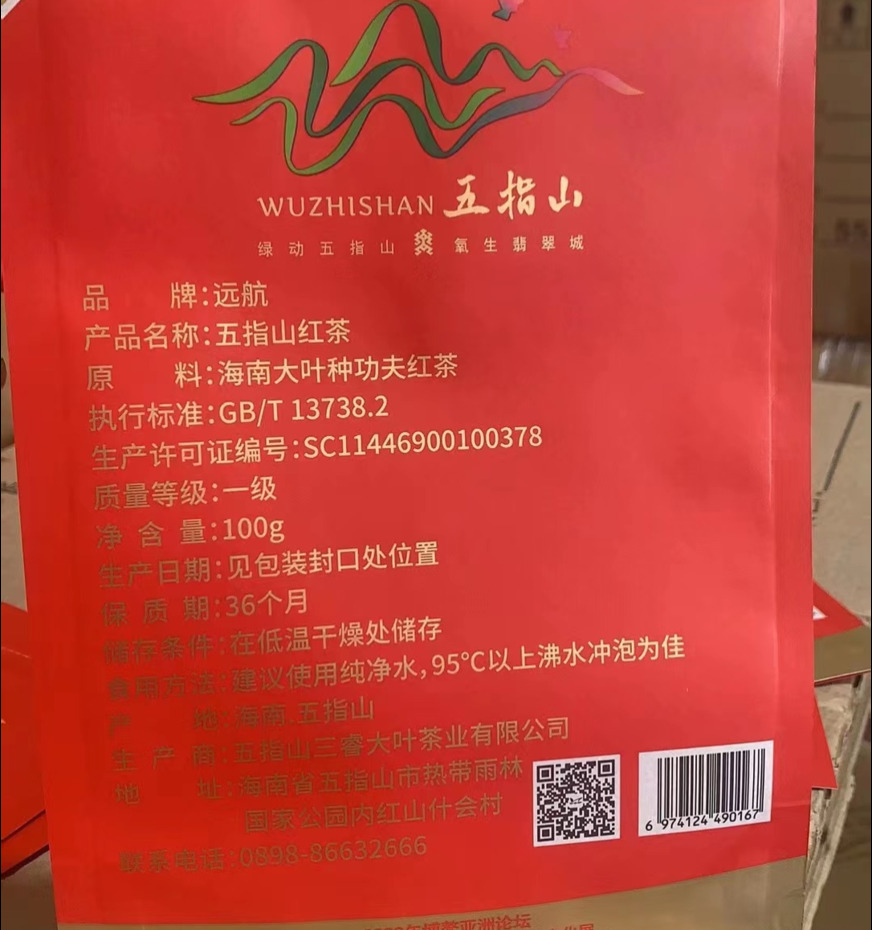 WUZHISHAN 五指山
绿动五指山 氧生翡翠城
品 牌：远航
产品名称：五指山红茶
原 料：海南大叶种功夫红茶
执行标准：GB/T 13738.2
生产许可证编号：SC11446900100378
质量等级：一级
净 含 量：100g
生产日期：见包装封口处位置
保 质 期：36个月
储存条件：在低温干燥处储存
食用方法：建议使用纯净水，95℃以上沸水冲泡为佳
产 地：海南.五指山
生 产 商：五指山三睿大叶茶业有限公司
地 址：海南省五指山市热带雨林
国家公园内红山什会村
联系电话：0898-86632666
6 974124 490167
年博鳌亚洲论坛